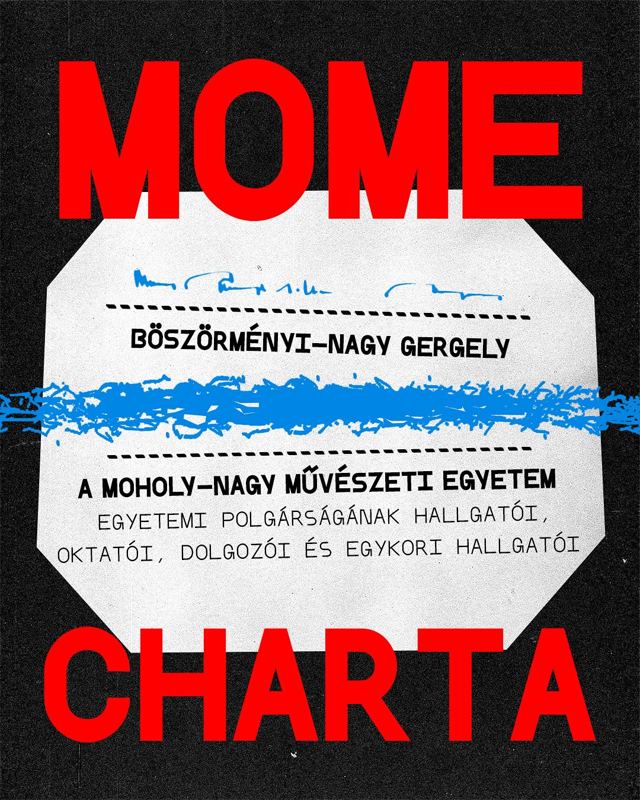 MOME
BÖSZÖRMÉNYI-NAGY GERGELY
A MOHOLY-NAGY MŰVÉSZETI EGYETEM
EGYETEMI POLGÁRSÁGÁNAK HALLGATÓI,
OKTATÓI, DOLGOZÓI ÉS EGYKORI HALLGATÓI
CHARTA